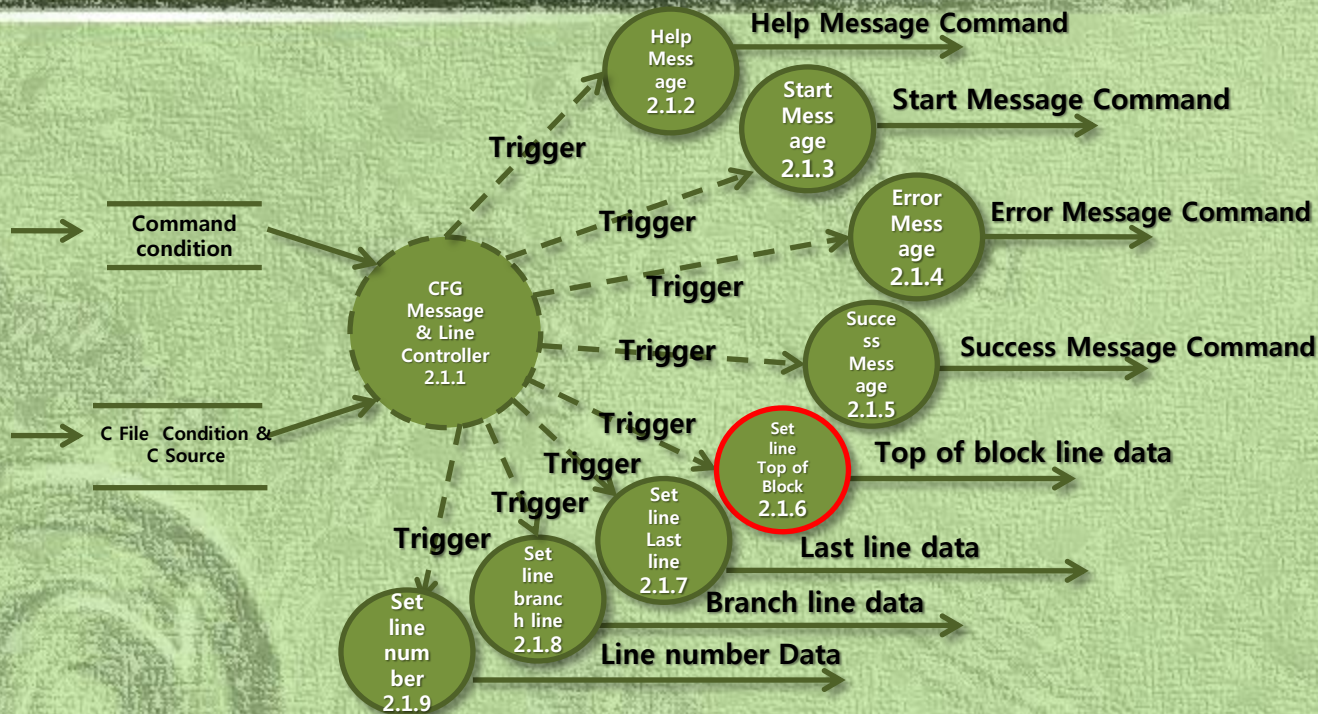 Help
Mess
age
2.1.2
Help Message Command
Start
Mess
age
2.1.3
Start Message Command
Trigger
Error
Mess
age
2.1.4
Error Message Command
Trigger
Command
condition
Trigger
CFG
Message
& Line
Controller
2.1.1
Succe
ss
Mess
age
2.1.5
Success Message Command
Trigger
C File Condition &
C Source
Trigger
Set
line
Top of
Block
2.1.6
Top of block line data
Trigger
Set
line
Last
line
2.1.7
Last line data
Trigger
Set
line
branc
h line
2.1.8
Branch line data
Trigger
Set
line
num
ber
2.1.9
Line number Data